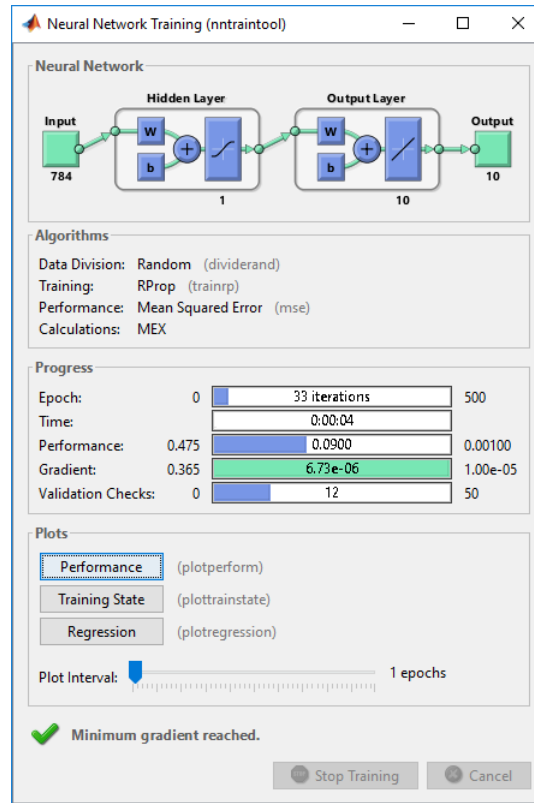 Neural Network Training (nntraintool)
Neural Network
Hidden Layer Output Layer
Input Output
W W
b b
784 10
1 10
Algorithms
Data Division: Random (dividerand)
Training: RProp (trainrp)
Performance: Mean Squared Error (mse)
Calculations: MEX
Progress
Epoch: 0 33 iterations 500
Time: 0:00:04
Performance: 0.475 0.0900 0.00100
Gradient: 0.365 6.73e-06 1.00e-05
Validation Checks: 0 12 50
Plots
Performance (plotperform)
Training State (plottrainstate)
Regression (plotregression)
Plot Interval: 1 epochs
Minimum gradient reached.
Stop Training Cancel